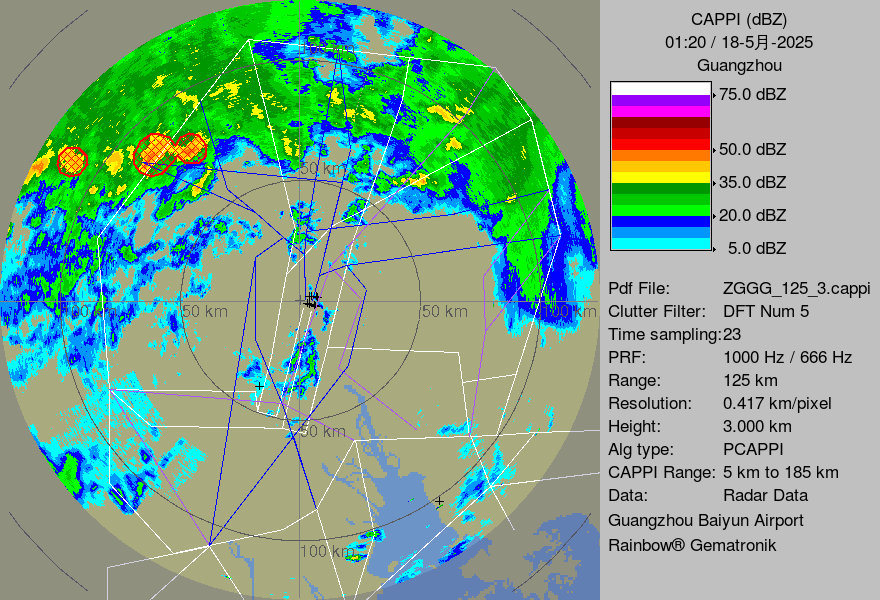 CAPPI (dBZ)
01:20 / 18-5月-2025
Guangzhou
75.0 dBZ
50.0 dBZ
35.0 dBZ
20.0 dBZ
5.0 dBZ
Pdf File: ZGGG_125_3.cappi
Clutter Filter: DFT Num 5
Time sampling:23
PRF: 1000 Hz / 666 Hz
Range: 125 km
Resolution: 0.417 km/pixel
Height: 3.000 km
Alg type: PCAPPI
CAPPI Range: 5 km to 185 km
Data: Radar Data
Guangzhou Baiyun Airport
Rainbow® Gematronik
50 km
100 km
50 km
50 km
100 km
50 km
100 km